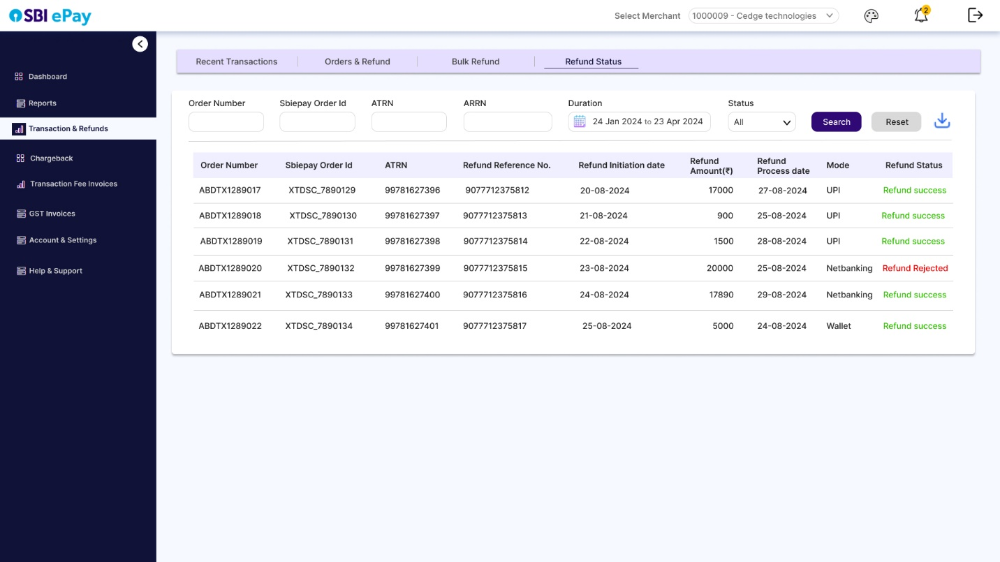 SBI ePay
Select Merchant 1000009 - Cedge technologies 2
Recent Transactions Orders & Refund Bulk Refund Refund Status
Dashboard
Reports
Transaction & Refunds
Chargeback
Transaction Fee Invoices
GST Invoices
Account & Settings
Help & Support
Order Number Sbiepay Order Id ATRN ARRN Duration Status
24 Jan 2024 to 23 Apr 2024 All Search Reset
Order Number Sbiepay Order Id ATRN Refund Reference No. Refund Initiation date Refund Amount(₹) Refund Process date Mode Refund Status
ABDTX1289017 XTDSC_7890129 99781627396 9077712375812 20-08-2024 17000 27-08-2024 UPI Refund success
ABDTX1289018 XTDSC_7890130 99781627397 9077712375813 21-08-2024 900 25-08-2024 UPI Refund success
ABDTX1289019 XTDSC_7890131 99781627398 9077712375814 22-08-2024 1500 28-08-2024 UPI Refund success
ABDTX1289020 XTDSC_7890132 99781627399 9077712375815 23-08-2024 20000 25-08-2024 Netbanking Refund Rejected
ABDTX1289021 XTDSC_7890133 99781627400 9077712375816 24-08-2024 17890 29-08-2024 Netbanking Refund success
ABDTX1289022 XTDSC_7890134 99781627401 9077712375817 25-08-2024 5000 24-08-2024 Wallet Refund success